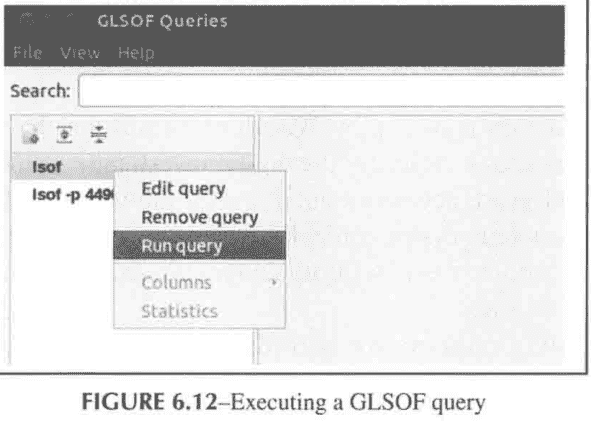 GLSOF Queries
File View Help
Search:
lsof
lsof -p 449
Edit query
Remove query
Run query
Columns
Statistics
FIGURE 6.12–Executing a GLSOF query